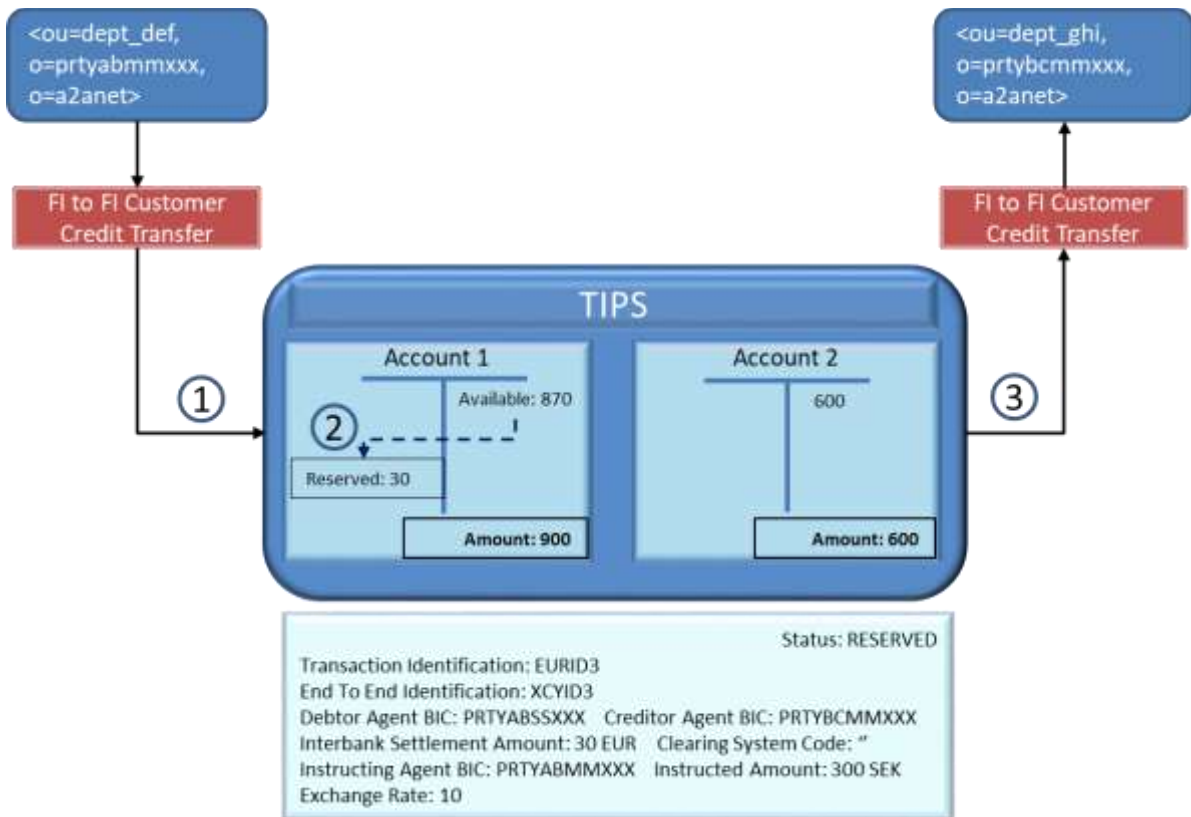 <ou=dept_def,
o=prtyabmmxxx,
o=a2anet>
<ou=dept_ghi,
o=prtybcmmxxx,
o=a2anet>
FI to FI Customer
Credit Transfer
FI to FI Customer
Credit Transfer
TIPS
1
Account 1
Available: 870
2
Reserved: 30
Amount: 900
Account 2
600
Amount: 600
3
Status: RESERVED
Transaction Identification: EURID3
End To End Identification: XCYID3
Debtor Agent BIC: PRTYABSSXXX Creditor Agent BIC: PRTYBCMMXXX
Interbank Settlement Amount: 30 EUR Clearing System Code: ‘’
Instructing Agent BIC: PRTYABMMXXX Instructed Amount: 300 SEK
Exchange Rate: 10